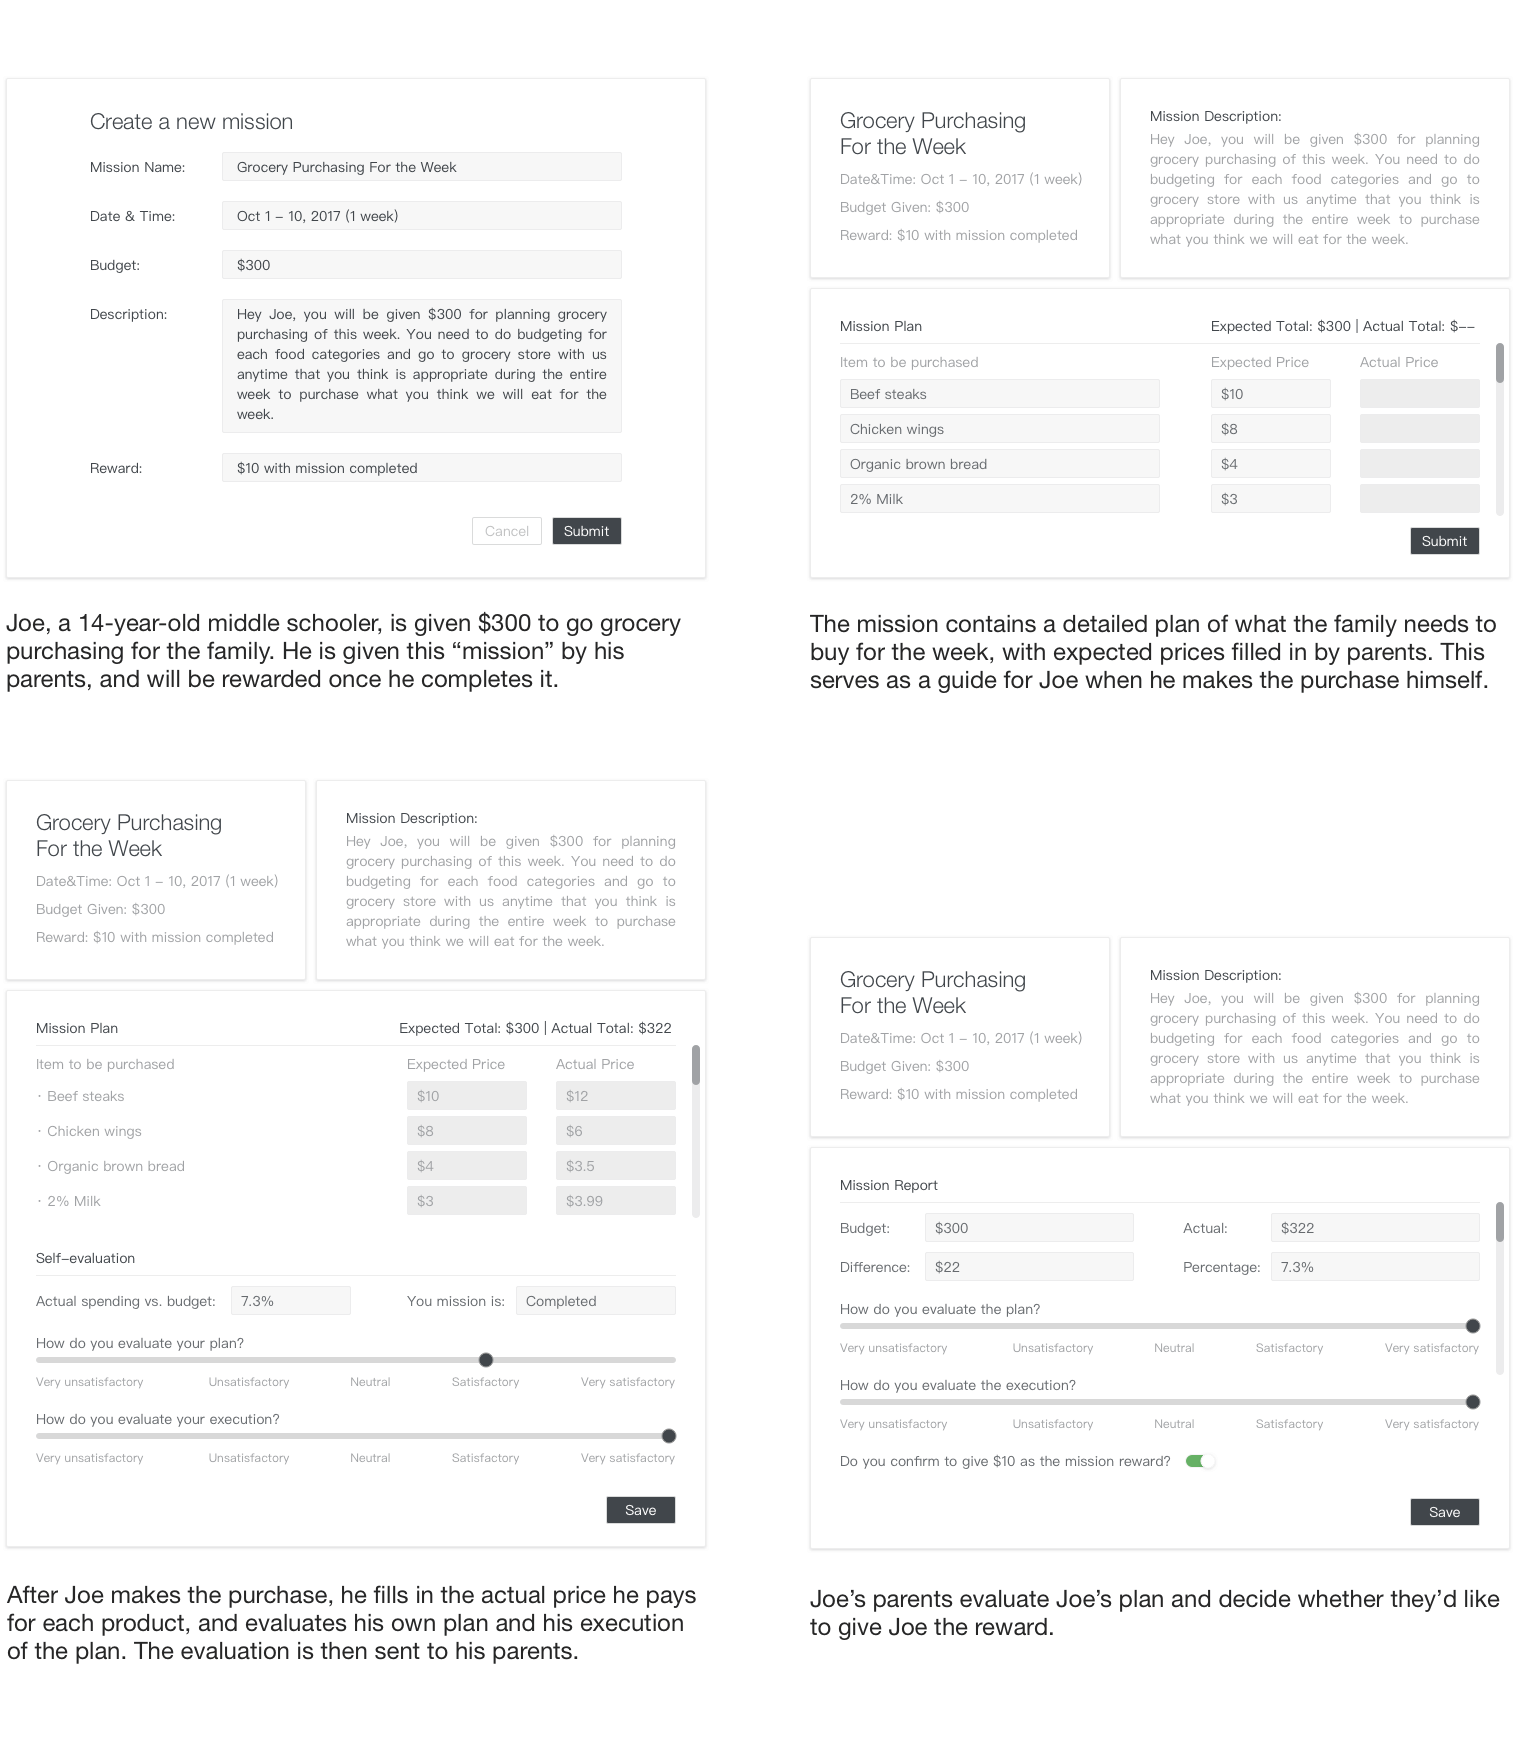 Create a new mission
Mission Name: Grocery Purchasing For the Week
Date & Time: Oct 1 – 10, 2017 (1 week)
Budget: $300
Description: Hey Joe, you will be given $300 for planning grocery
purchasing of this week. You need to do budgeting for
each food categories and go to grocery store with us
anytime that you think is appropriate during the entire
week to purchase what you think we will eat for the
week.
Reward: $10 with mission completed
Cancel Submit
Joe, a 14-year-old middle schooler, is given $300 to go grocery
purchasing for the family. He is given this “mission” by his
parents, and will be rewarded once he completes it.
Grocery Purchasing
For the Week
Date&Time: Oct 1 – 10, 2017 (1 week)
Budget Given: $300
Reward: $10 with mission completed
Mission Description:
Hey Joe, you will be given $300 for planning
grocery purchasing of this week. You need to do
budgeting for each food categories and go to
grocery store with us anytime that you think is
appropriate during the entire week to purchase
what you think we will eat for the week.
Mission Plan Expected Total: $300 | Actual Total: $––
Item to be purchased Expected Price Actual Price
Beef steaks $10
Chicken wings $8
Organic brown bread $4
2% Milk $3
Submit
The mission contains a detailed plan of what the family needs to
buy for the week, with expected prices filled in by parents. This
serves as a guide for Joe when he makes the purchase himself.
Grocery Purchasing
For the Week
Date&Time: Oct 1 – 10, 2017 (1 week)
Budget Given: $300
Reward: $10 with mission completed
Mission Description:
Hey Joe, you will be given $300 for planning
grocery purchasing of this week. You need to do
budgeting for each food categories and go to
grocery store with us anytime that you think is
appropriate during the entire week to purchase
what you think we will eat for the week.
Mission Plan Expected Total: $300 | Actual Total: $322
Item to be purchased Expected Price Actual Price
· Beef steaks $10 $12
· Chicken wings $8 $6
· Organic brown bread $4 $3.5
· 2% Milk $3 $3.99
Self–evaluation
Actual spending vs. budget: 7.3% You mission is: Completed
How do you evaluate your plan?
Very unsatisfactory Unsatisfactory Neutral Satisfactory Very satisfactory
How do you evaluate your execution?
Very unsatisfactory Unsatisfactory Neutral Satisfactory Very satisfactory
Save
After Joe makes the purchase, he fills in the actual price he pays
for each product, and evaluates his own plan and his execution
of the plan. The evaluation is then sent to his parents.
Grocery Purchasing
For the Week
Date&Time: Oct 1 – 10, 2017 (1 week)
Budget Given: $300
Reward: $10 with mission completed
Mission Description:
Hey Joe, you will be given $300 for planning
grocery purchasing of this week. You need to do
budgeting for each food categories and go to
grocery store with us anytime that you think is
appropriate during the entire week to purchase
what you think we will eat for the week.
Mission Report
Budget: $300 Actual: $322
Difference: $22 Percentage: 7.3%
How do you evaluate the plan?
Very unsatisfactory Unsatisfactory Neutral Satisfactory Very satisfactory
How do you evaluate the execution?
Very unsatisfactory Unsatisfactory Neutral Satisfactory Very satisfactory
Do you confirm to give $10 as the mission reward?
Save
Joe’s parents evaluate Joe’s plan and decide whether they’d like
to give Joe the reward.